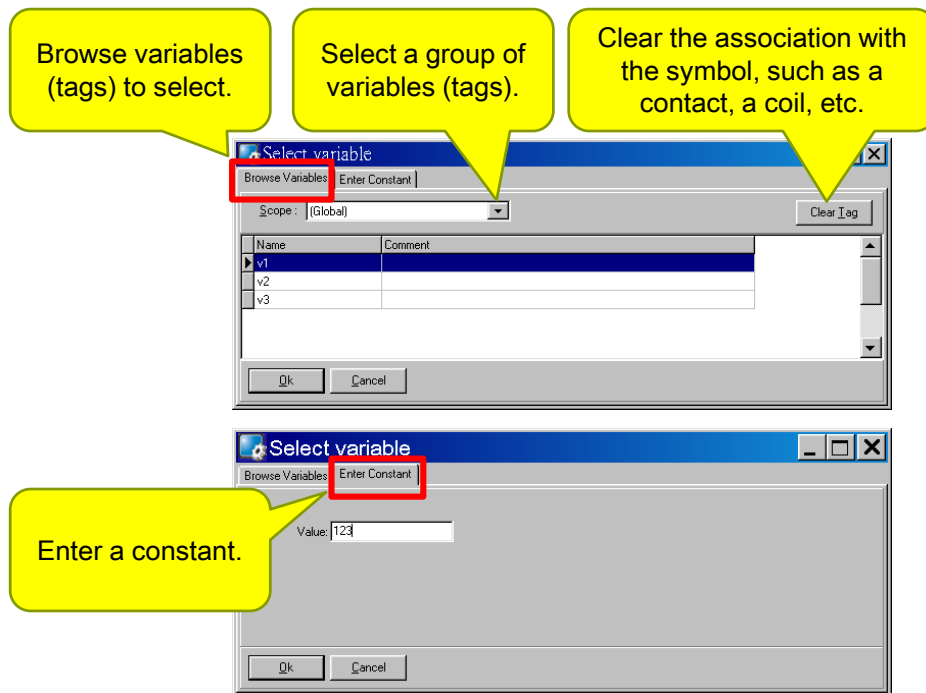 Browse variables
(tags) to select.
Select a group of
variables (tags).
Clear the association with
the symbol, such as a
contact, a coil, etc.
Select variable
Browse Variables Enter Constant
Scope : (Global) Clear Tag
Name Comment
v1
v2
v3
Ok Cancel
Select variable
Browse Variables Enter Constant
Value: 123
Enter a constant.
Ok Cancel